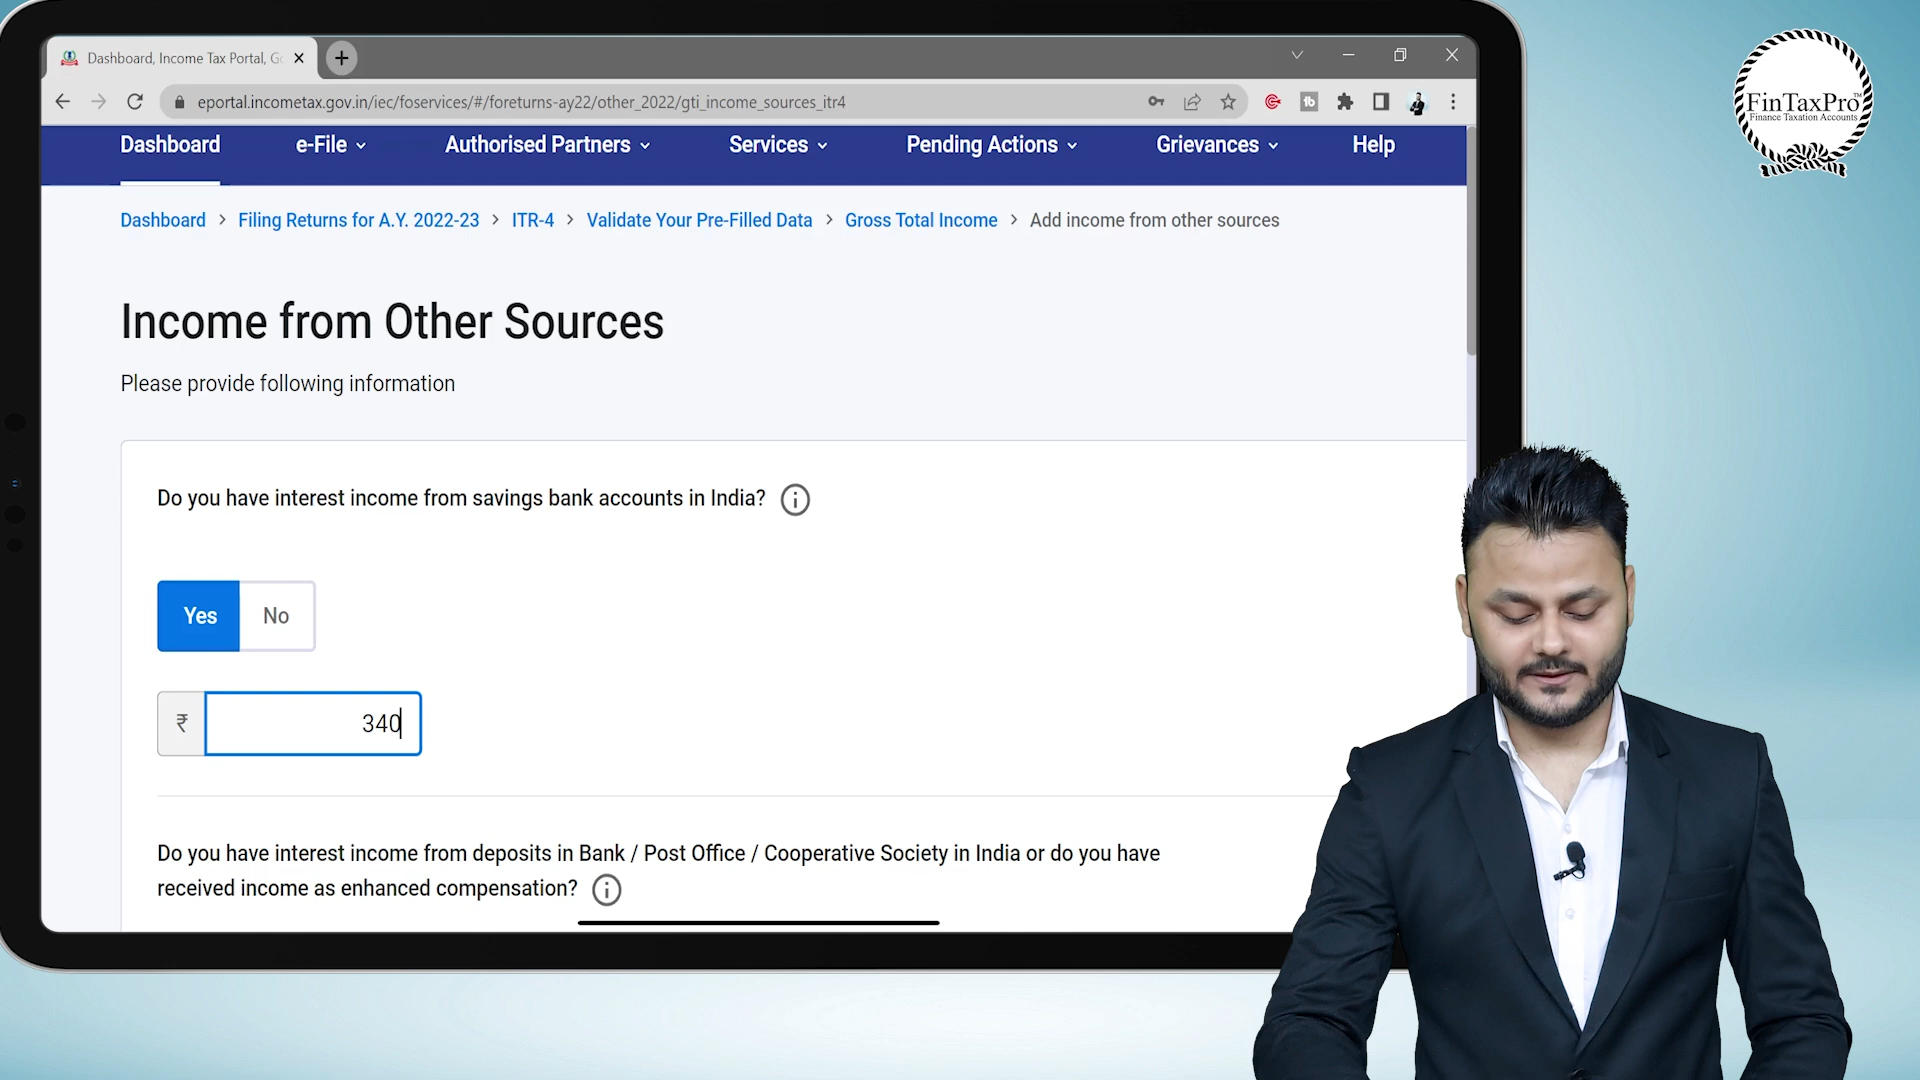 Dashboard, Income Tax Portal, Go
eportal.incometax.gov.in/iec/foservices/#/foreturns-ay22/other_2022/gti_income_sources_itr4
Dashboard e-File Authorised Partners Services Pending Actions Grievances Help
Dashboard > Filing Returns for A.Y. 2022-23 > ITR-4 > Validate Your Pre-Filled Data > Gross Total Income > Add income from other sources
Income from Other Sources
Please provide following information
Do you have interest income from savings bank accounts in India?
Yes No
₹ 340
Do you have interest income from deposits in Bank / Post Office / Cooperative Society in India or do you have
received income as enhanced compensation?
FinTaxPro™
Finance Taxation Accounts